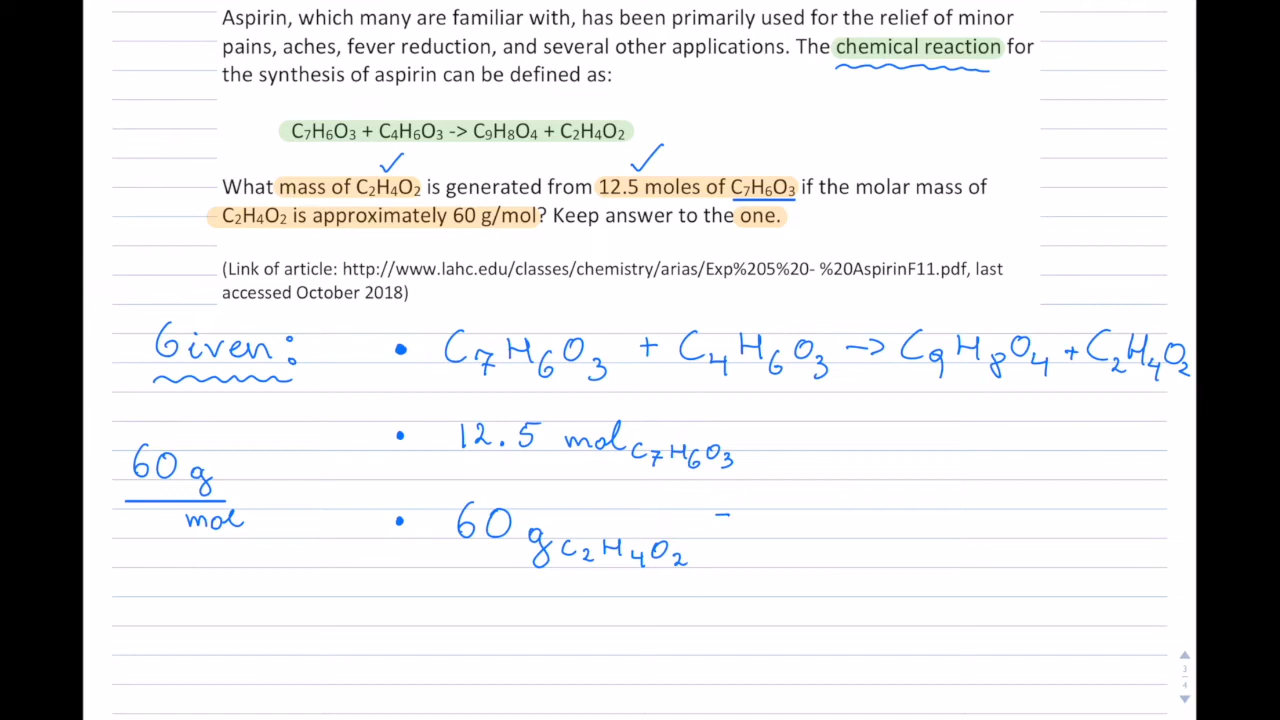 Aspirin, which many are familiar with, has been primarily used for the relief of minor
pains, aches, fever reduction, and several other applications. The chemical reaction for
the synthesis of aspirin can be defined as:
C₇H₆O₃ + C₄H₆O₃ -> C₉H₈O₄ + C₂H₄O₂
What mass of C₂H₄O₂ is generated from 12.5 moles of C₇H₆O₃ if the molar mass of
C₂H₄O₂ is approximately 60 g/mol? Keep answer to the one.
(Link of article: http://www.lahc.edu/classes/chemistry/arias/Exp%205%20- %20AspirinF11.pdf, last
accessed October 2018)
Given: • C₇H₆O₃ + C₄H₆O₃ → C₉H₈O₄ + C₂H₄O₂
• 12.5 mol C₇H₆O₃
60 g
mol
• 60 g C₂H₄O₂ -
3
4